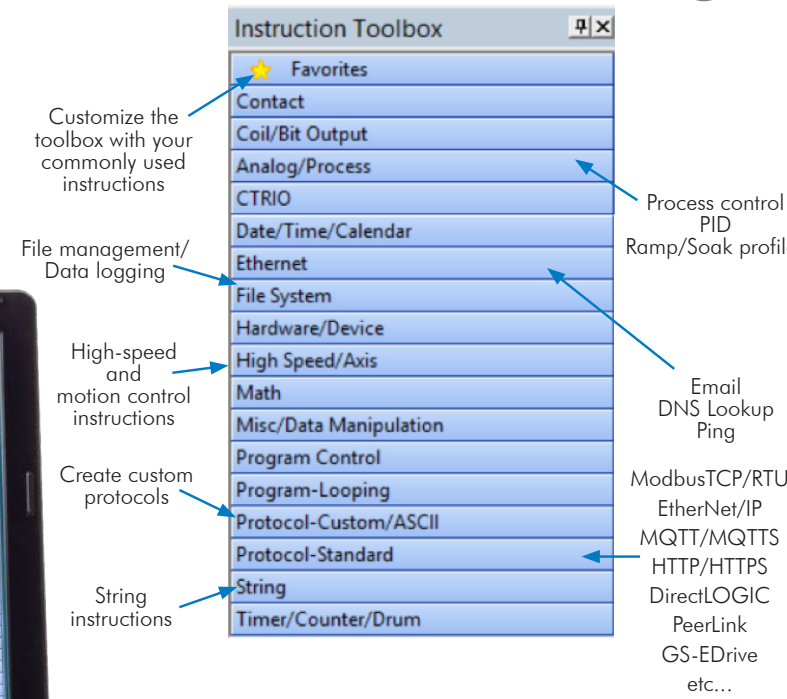 Instruction Toolbox
Favorites
Contact
Coil/Bit Output
Analog/Process
CTRIO
Date/Time/Calendar
Ethernet
File System
Hardware/Device
High Speed/Axis
Math
Misc/Data Manipulation
Program Control
Program-Looping
Protocol-Custom/ASCII
Protocol-Standard
String
Timer/Counter/Drum
Customize the
toolbox with your
commonly used
instructions
File management/
Data logging
High-speed
and
motion control
instructions
Create custom
protocols
String
instructions
Process control
PID
Ramp/Soak profil
Email
DNS Lookup
Ping
ModbusTCP/RTU
EtherNet/IP
MQTT/MQTTS
HTTP/HTTPS
DirectLOGIC
PeerLink
GS-EDrive
etc...